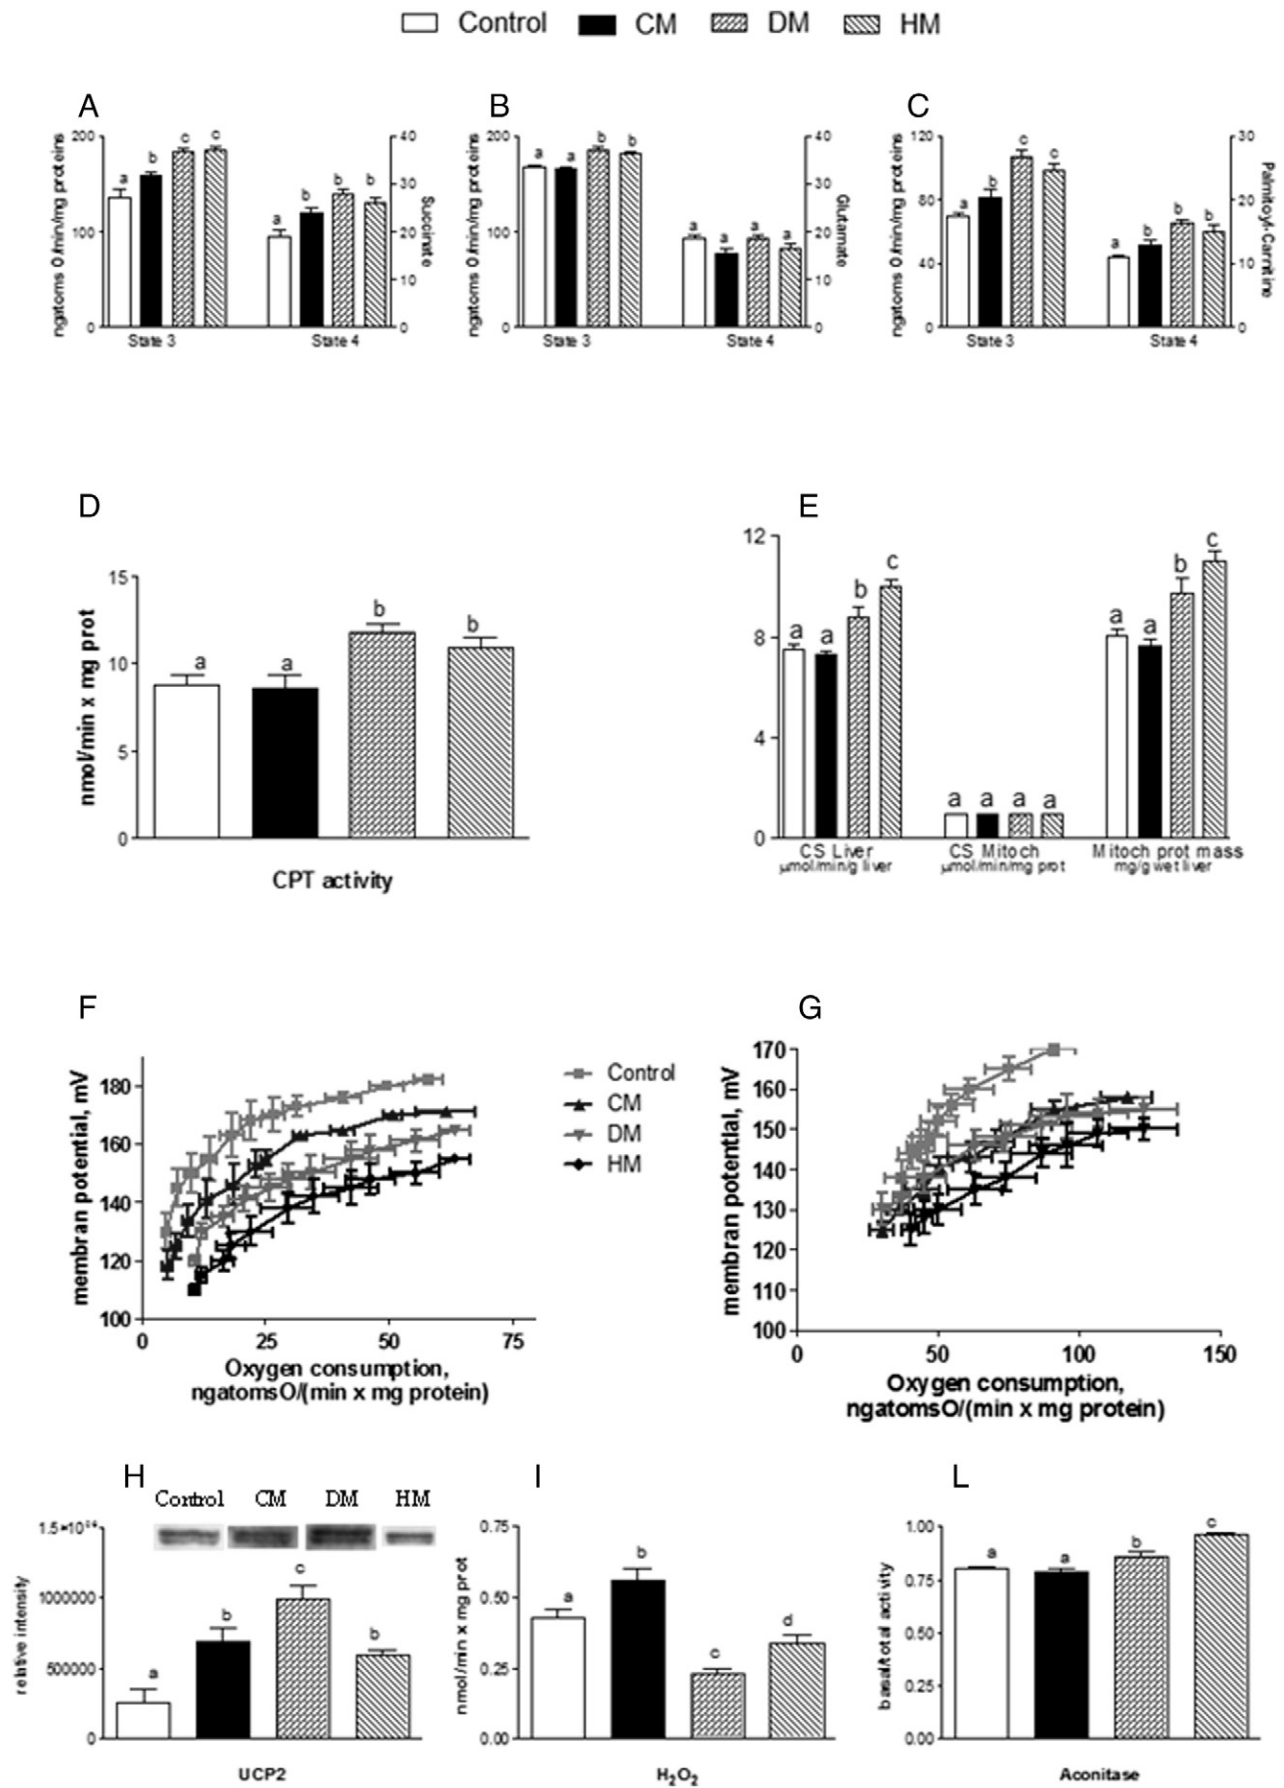 Control CM DM HM
A
B
C
ngatoms O/min/mg proteins
200
100
0
a b c c
a b b b
40
30
20
10
0
Succinate
State 3 State 4
ngatoms O/min/mg proteins
200
100
0
a a b b
a a a a
40
30
20
10
0
Glutamate
State 3 State 4
ngatoms O/min/mg proteins
120
80
40
0
a b c c
a b b b
30
20
10
0
Palmitoyl-Carnitine
State 3 State 4
D
nmol/min x mg prot
15
10
5
0
a a b b
CPT activity
E
12
8
4
0
a a b c
a a a a
a a b c
CS Liver CS Mitoch Mitoch prot mass
µmol/min/g liver µmol/min/mg prot mg/g wet liver
F
membran potential, mV
180
160
140
120
100
0 25 50 75
Oxygen consumption,
ngatomsO/(min x mg protein)
Control
CM
DM
HM
G
membran potential, mV
170
160
150
140
130
120
110
100
0 50 100 150
Oxygen consumption,
ngatomsO/(min x mg protein)
H
Control CM DM HM
relative intensity
1000000
500000
0
a b c b
UCP2
I
nmol/min x mg prot
0.75
0.50
0.25
0.00
a b c d
H₂O₂
L
basal/total activity
1.00
0.75
0.50
0.25
0.00
a a b c
Aconitase